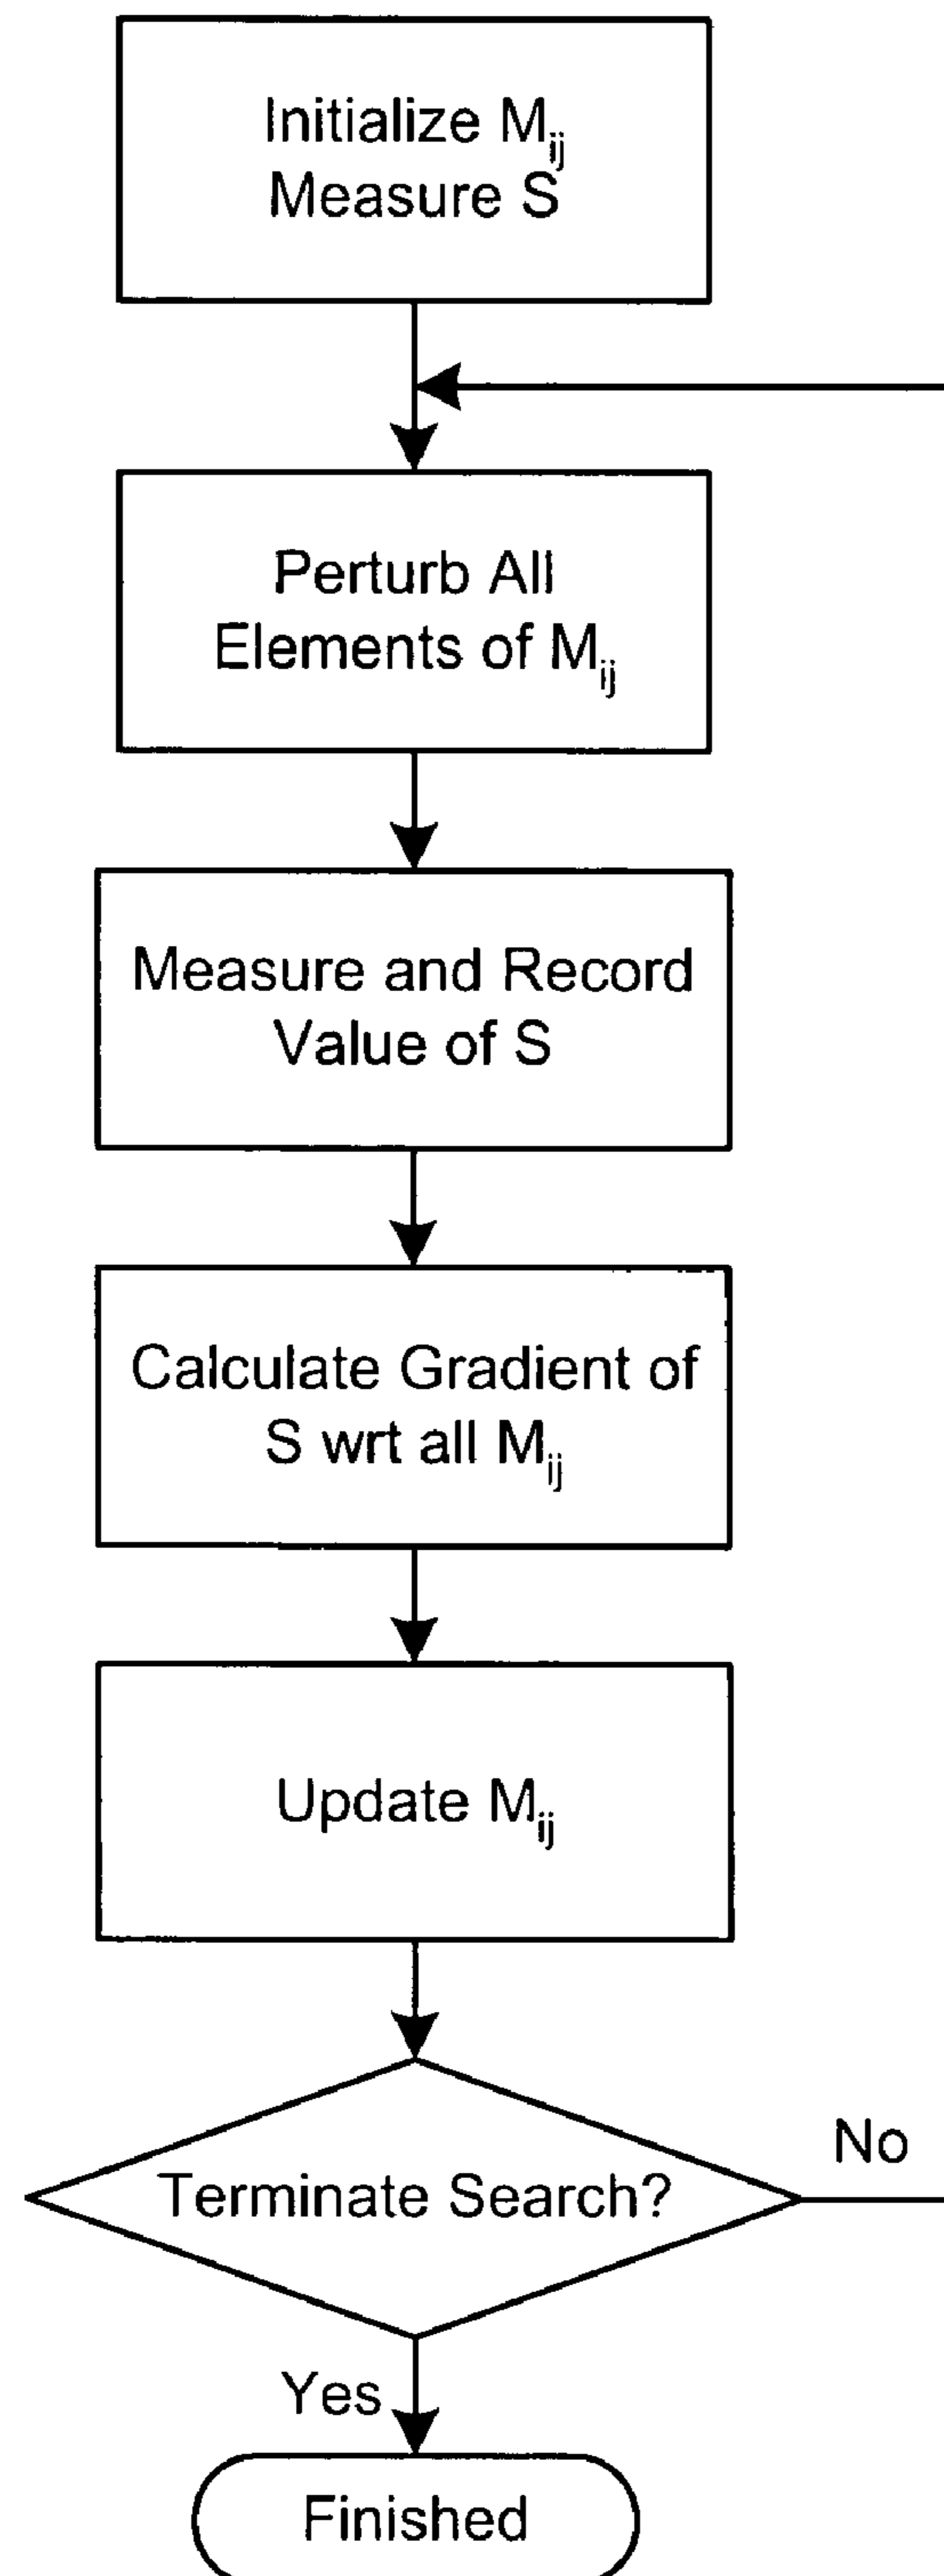 Initialize M_ij
Measure S
Perturb All
Elements of M_ij
Measure and Record
Value of S
Calculate Gradient of
S wrt all M_ij
Update M_ij
Terminate Search?
No
Yes
Finished